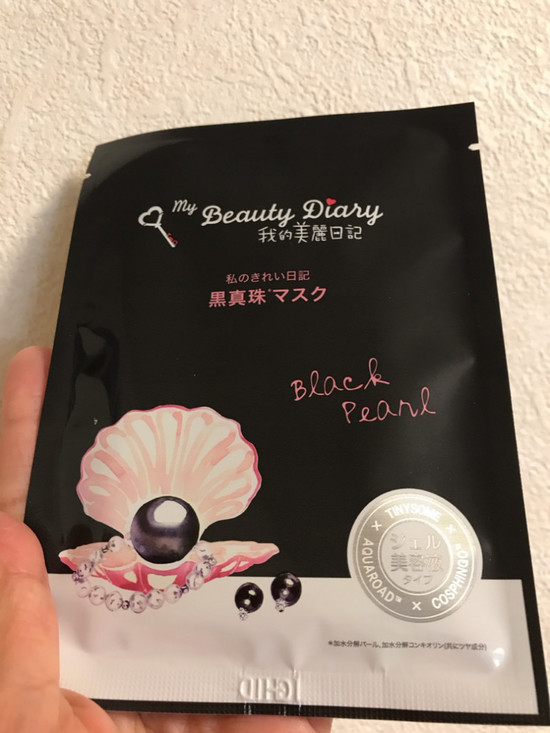 My Beauty Diary
我的美麗日記
私のきれい日記
黒真珠*マスク
Black
Pearl
TINYSOME
×
COSPHINGO®
×
AQUAROAD™
×
ジェル
美容液
タイプ
*加水分解パール、加水分解コンキオリン(共にツヤ成分)